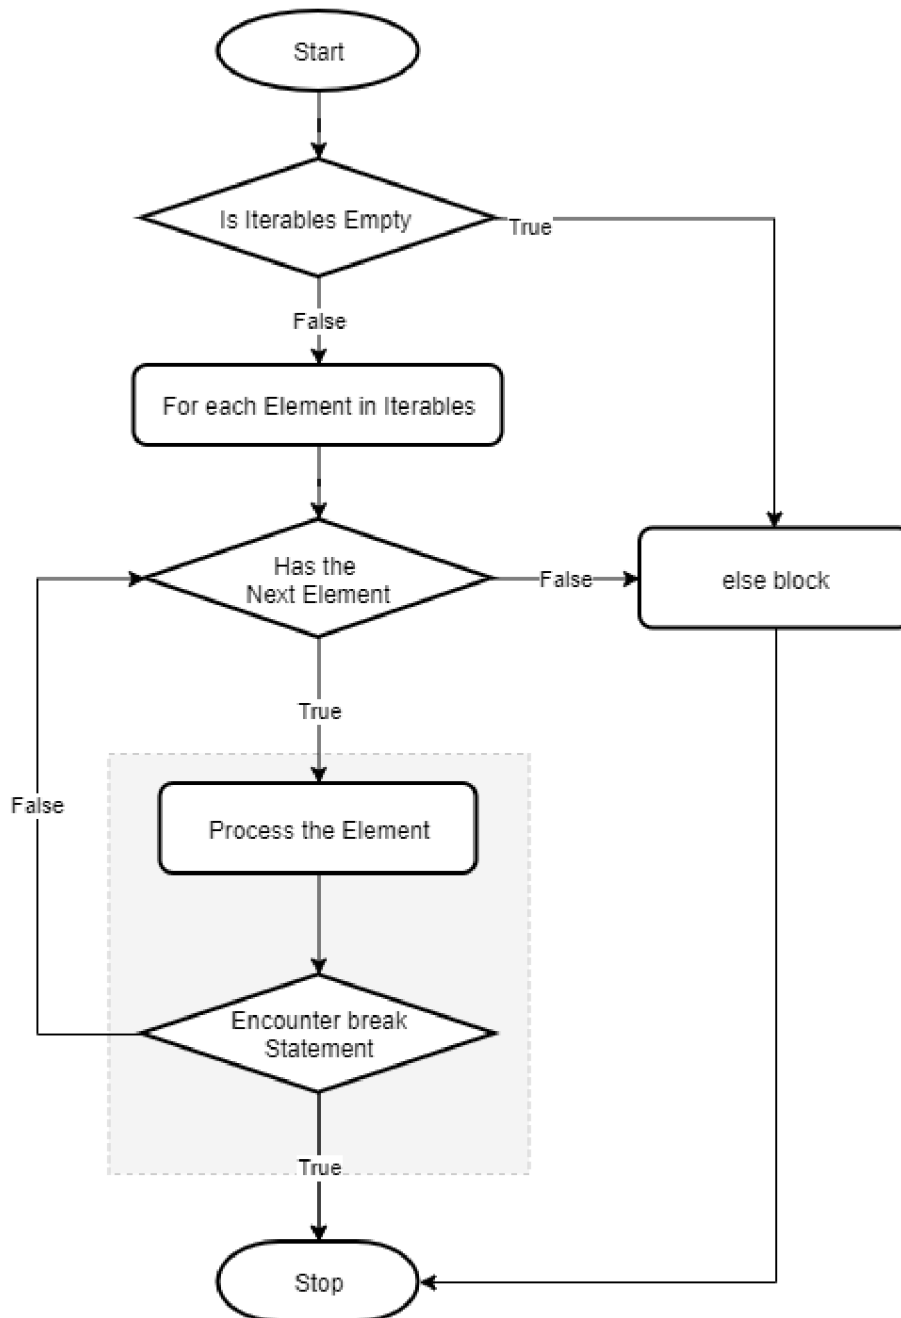 Start
Is Iterables Empty
True
False
For each Element in Iterables
Has the
Next Element
False
else block
True
False
Process the Element
Encounter break
Statement
True
Stop